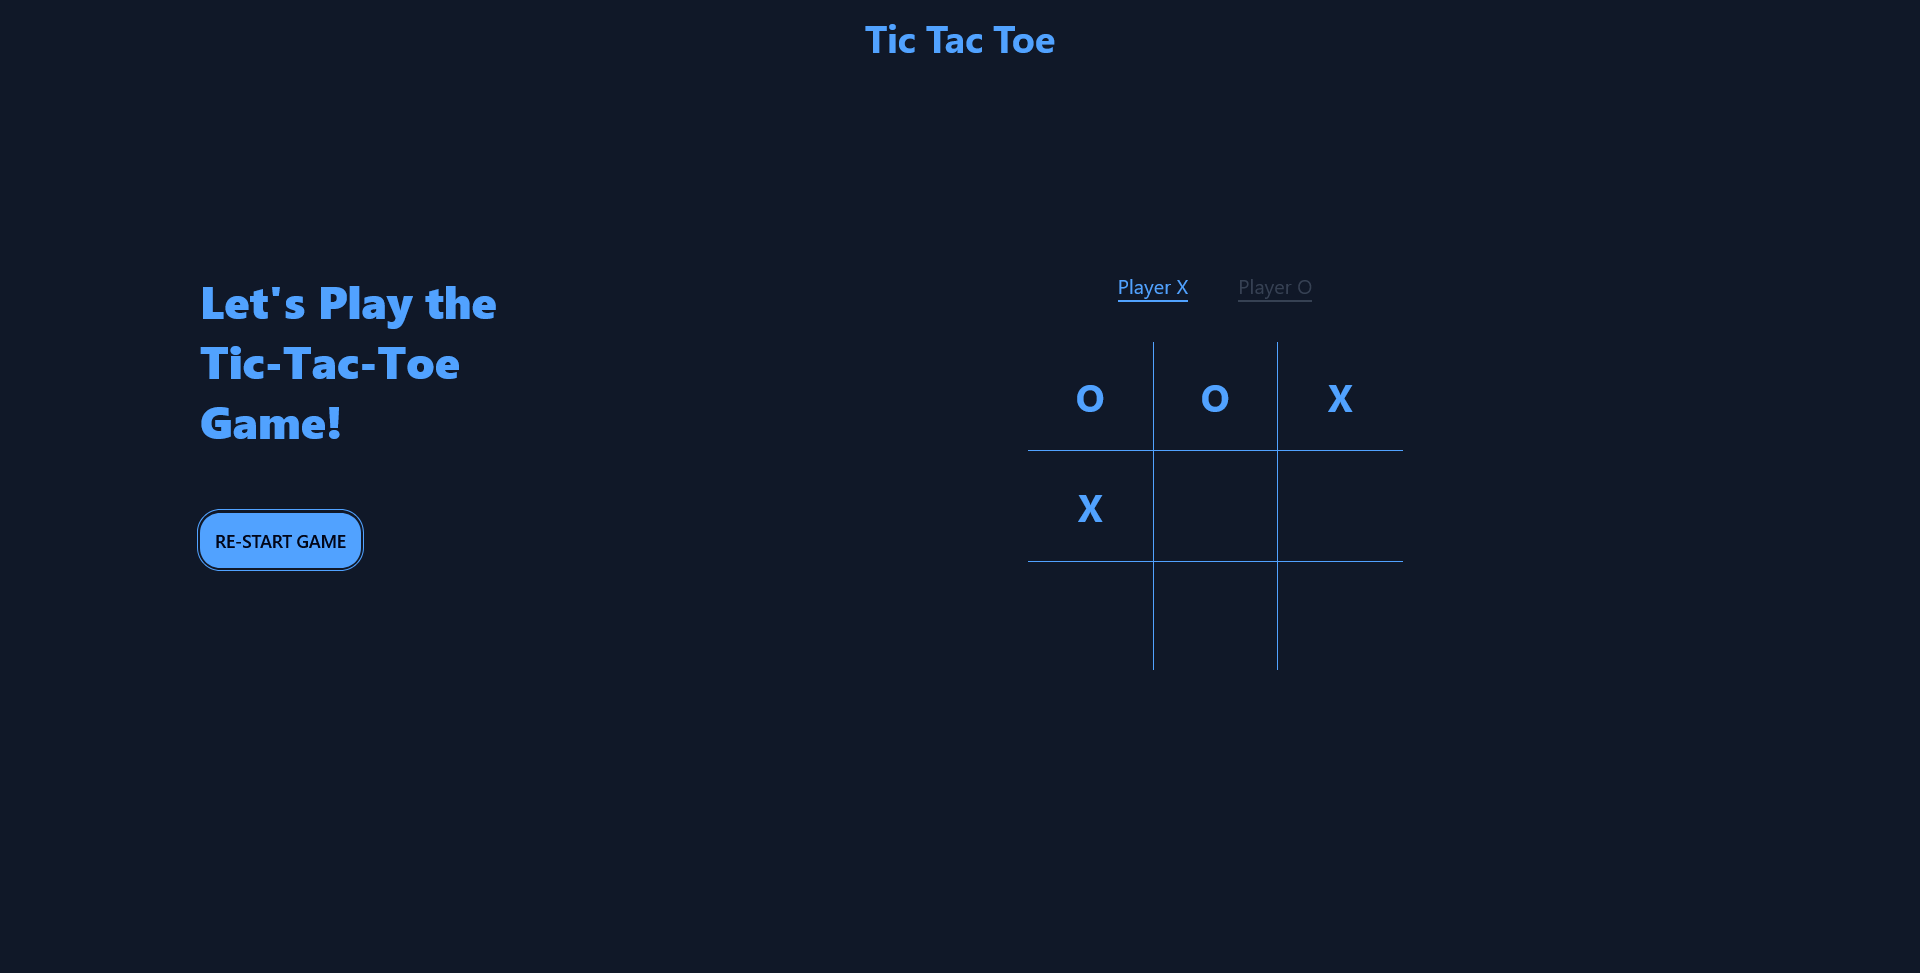 Tic Tac Toe
Let's Play the
Tic-Tac-Toe
Game!
RE-START GAME
Player X Player O
O O X
X